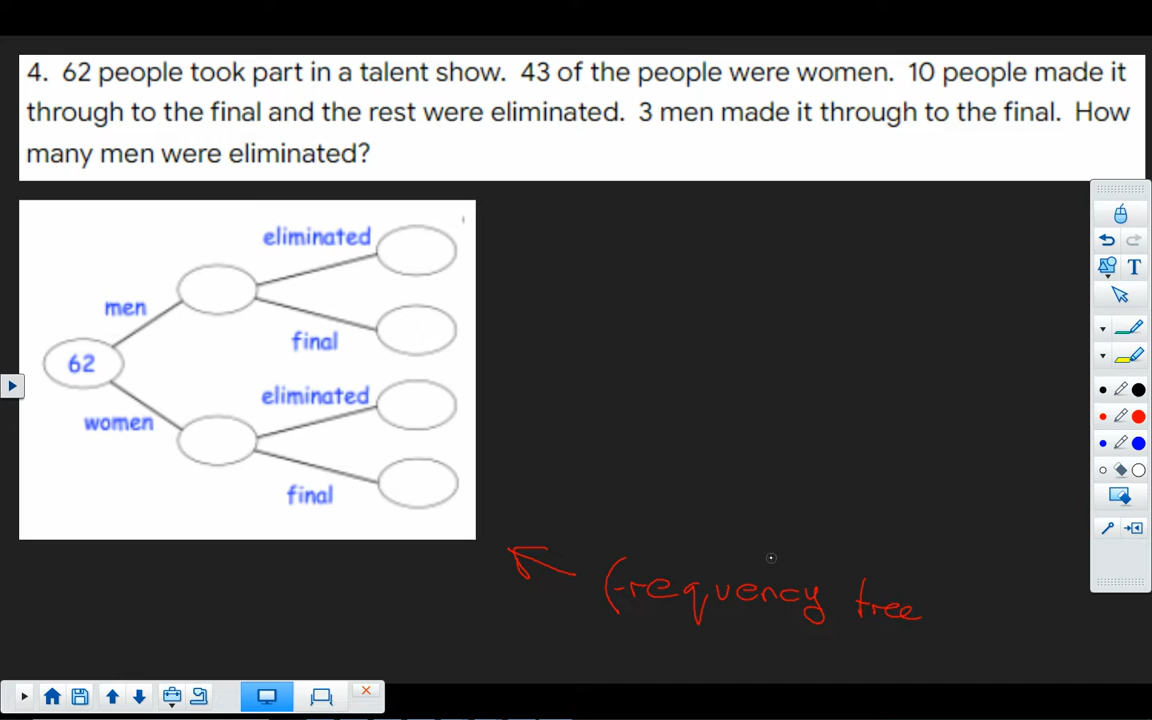 4. 62 people took part in a talent show. 43 of the people were women. 10 people made it
through to the final and the rest were eliminated. 3 men made it through to the final. How
many men were eliminated?
eliminated
men
final
62
eliminated
women
final
frequency tree
T